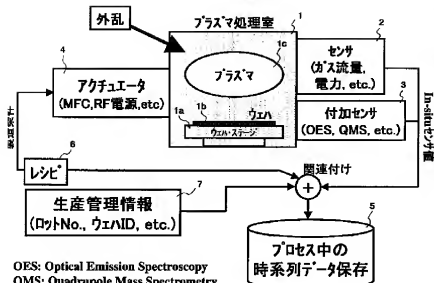 外乱
プラズマ処理室
1
1c
プラズマ
1b
ウェハ
1a
ウェハ・ステージ
4
アクチュエータ
(MFC,RF電源,etc)
2
センサ
(ガス流量,
電力, etc.)
3
付加センサ
(OES, QMS, etc.)
In-situセンサ値
6
レシピ
関連付け
+
7
生産管理情報
(ロットNo., ウェハID, etc.)
5
プロセス中の
時系列データ保存
OES: Optical Emission Spectroscopy
QMS: Quadrupole Mass Spectrometry